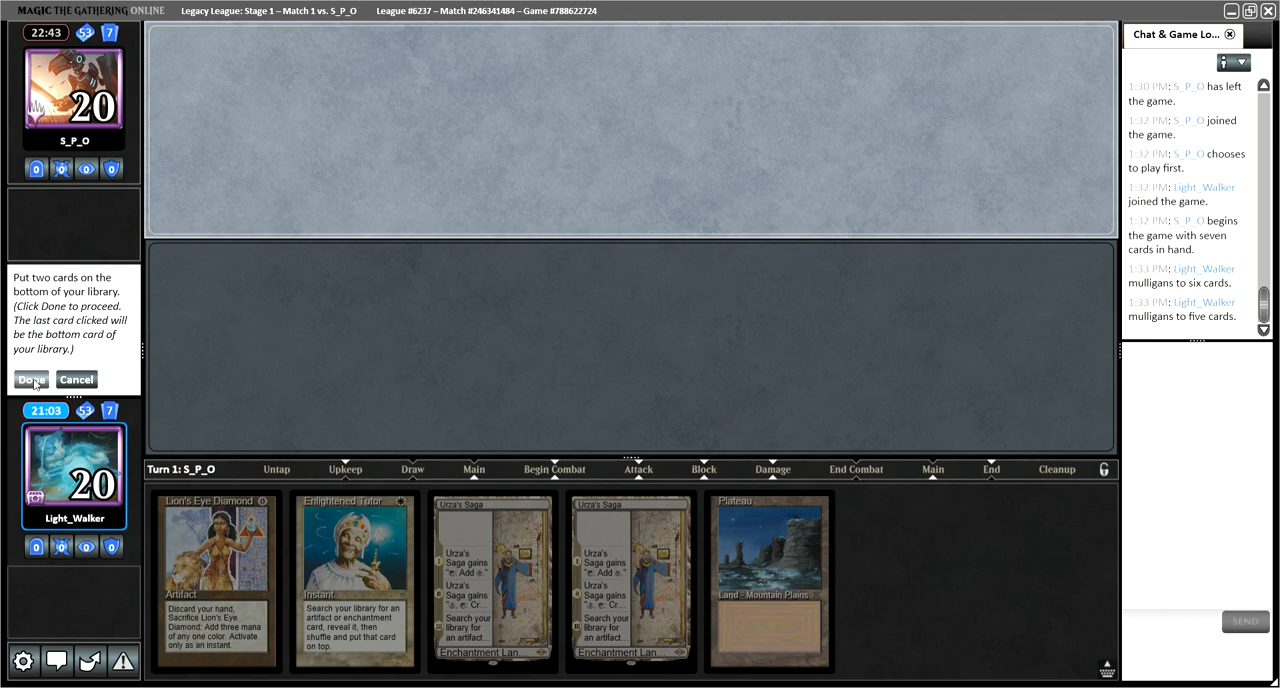 MAGIC THE GATHERING ONLINE
Legacy League: Stage 1 – Match 1 vs. S_P_O
League #6237 – Match #246341484 – Game #788622724
22:43 53 7
20
S_P_O
0 0 0 0
Put two cards on the
bottom of your library.
(Click Done to proceed.
The last card clicked will
be the bottom card of
your library.)
Done Cancel
21:03 53 7
20
Light_Walker
0 0 0 0
Turn 1: S_P_O Untap Upkeep Draw Main Begin Combat Attack Block Damage End Combat Main End Cleanup
Lion's Eye Diamond 0
Artifact
Discard your hand,
Sacrifice Lion's Eye
Diamond: Add three mana
of any one color. Activate
only as an instant.
Enlightened Tutor
Instant
Search your library for an
artifact or enchantment
card, reveal it, then
shuffle and put that card
on top.
Urza's Saga
Urza's
Saga gains
Urza's
Saga gains
Search your
library for
an artifact...
Enchantment Lan...
Urza's Saga
Urza's
Saga gains
Urza's
Saga gains
Search your
library for
an artifact...
Enchantment Lan...
Plateau
Land - Mountain Plains
Chat & Game Lo...
1:30 PM: S_P_O has left
the game.
1:32 PM: S_P_O joined
the game.
1:32 PM: S_P_O chooses
to play first.
1:32 PM: Light_Walker
joined the game.
1:32 PM: S_P_O begins
the game with seven
cards in hand.
1:33 PM: Light_Walker
mulligans to six cards.
1:33 PM: Light_Walker
mulligans to five cards.
SEND